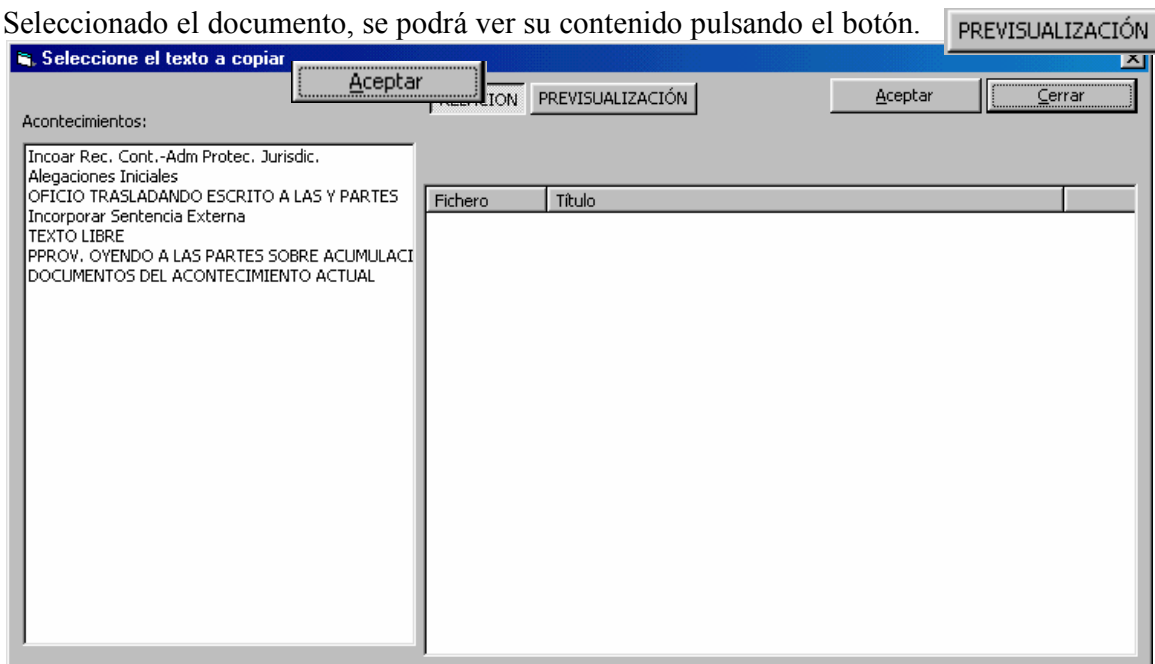 Seleccionado el documento, se podrá ver su contenido pulsando el botón.
PREVISUALIZACIÓN
Seleccione el texto a copiar
Aceptar
PREVISUALIZACIÓN
Aceptar
Cerrar
Acontecimientos:
Incoar Rec. Cont.-Adm Protec. Jurisdic.
Alegaciones Iniciales
OFICIO TRASLADANDO ESCRITO A LAS Y PARTES
Incorporar Sentencia Externa
TEXTO LIBRE
PPROV. OYENDO A LAS PARTES SOBRE ACUMULACI
DOCUMENTOS DEL ACONTECIMIENTO ACTUAL
Fichero
Título